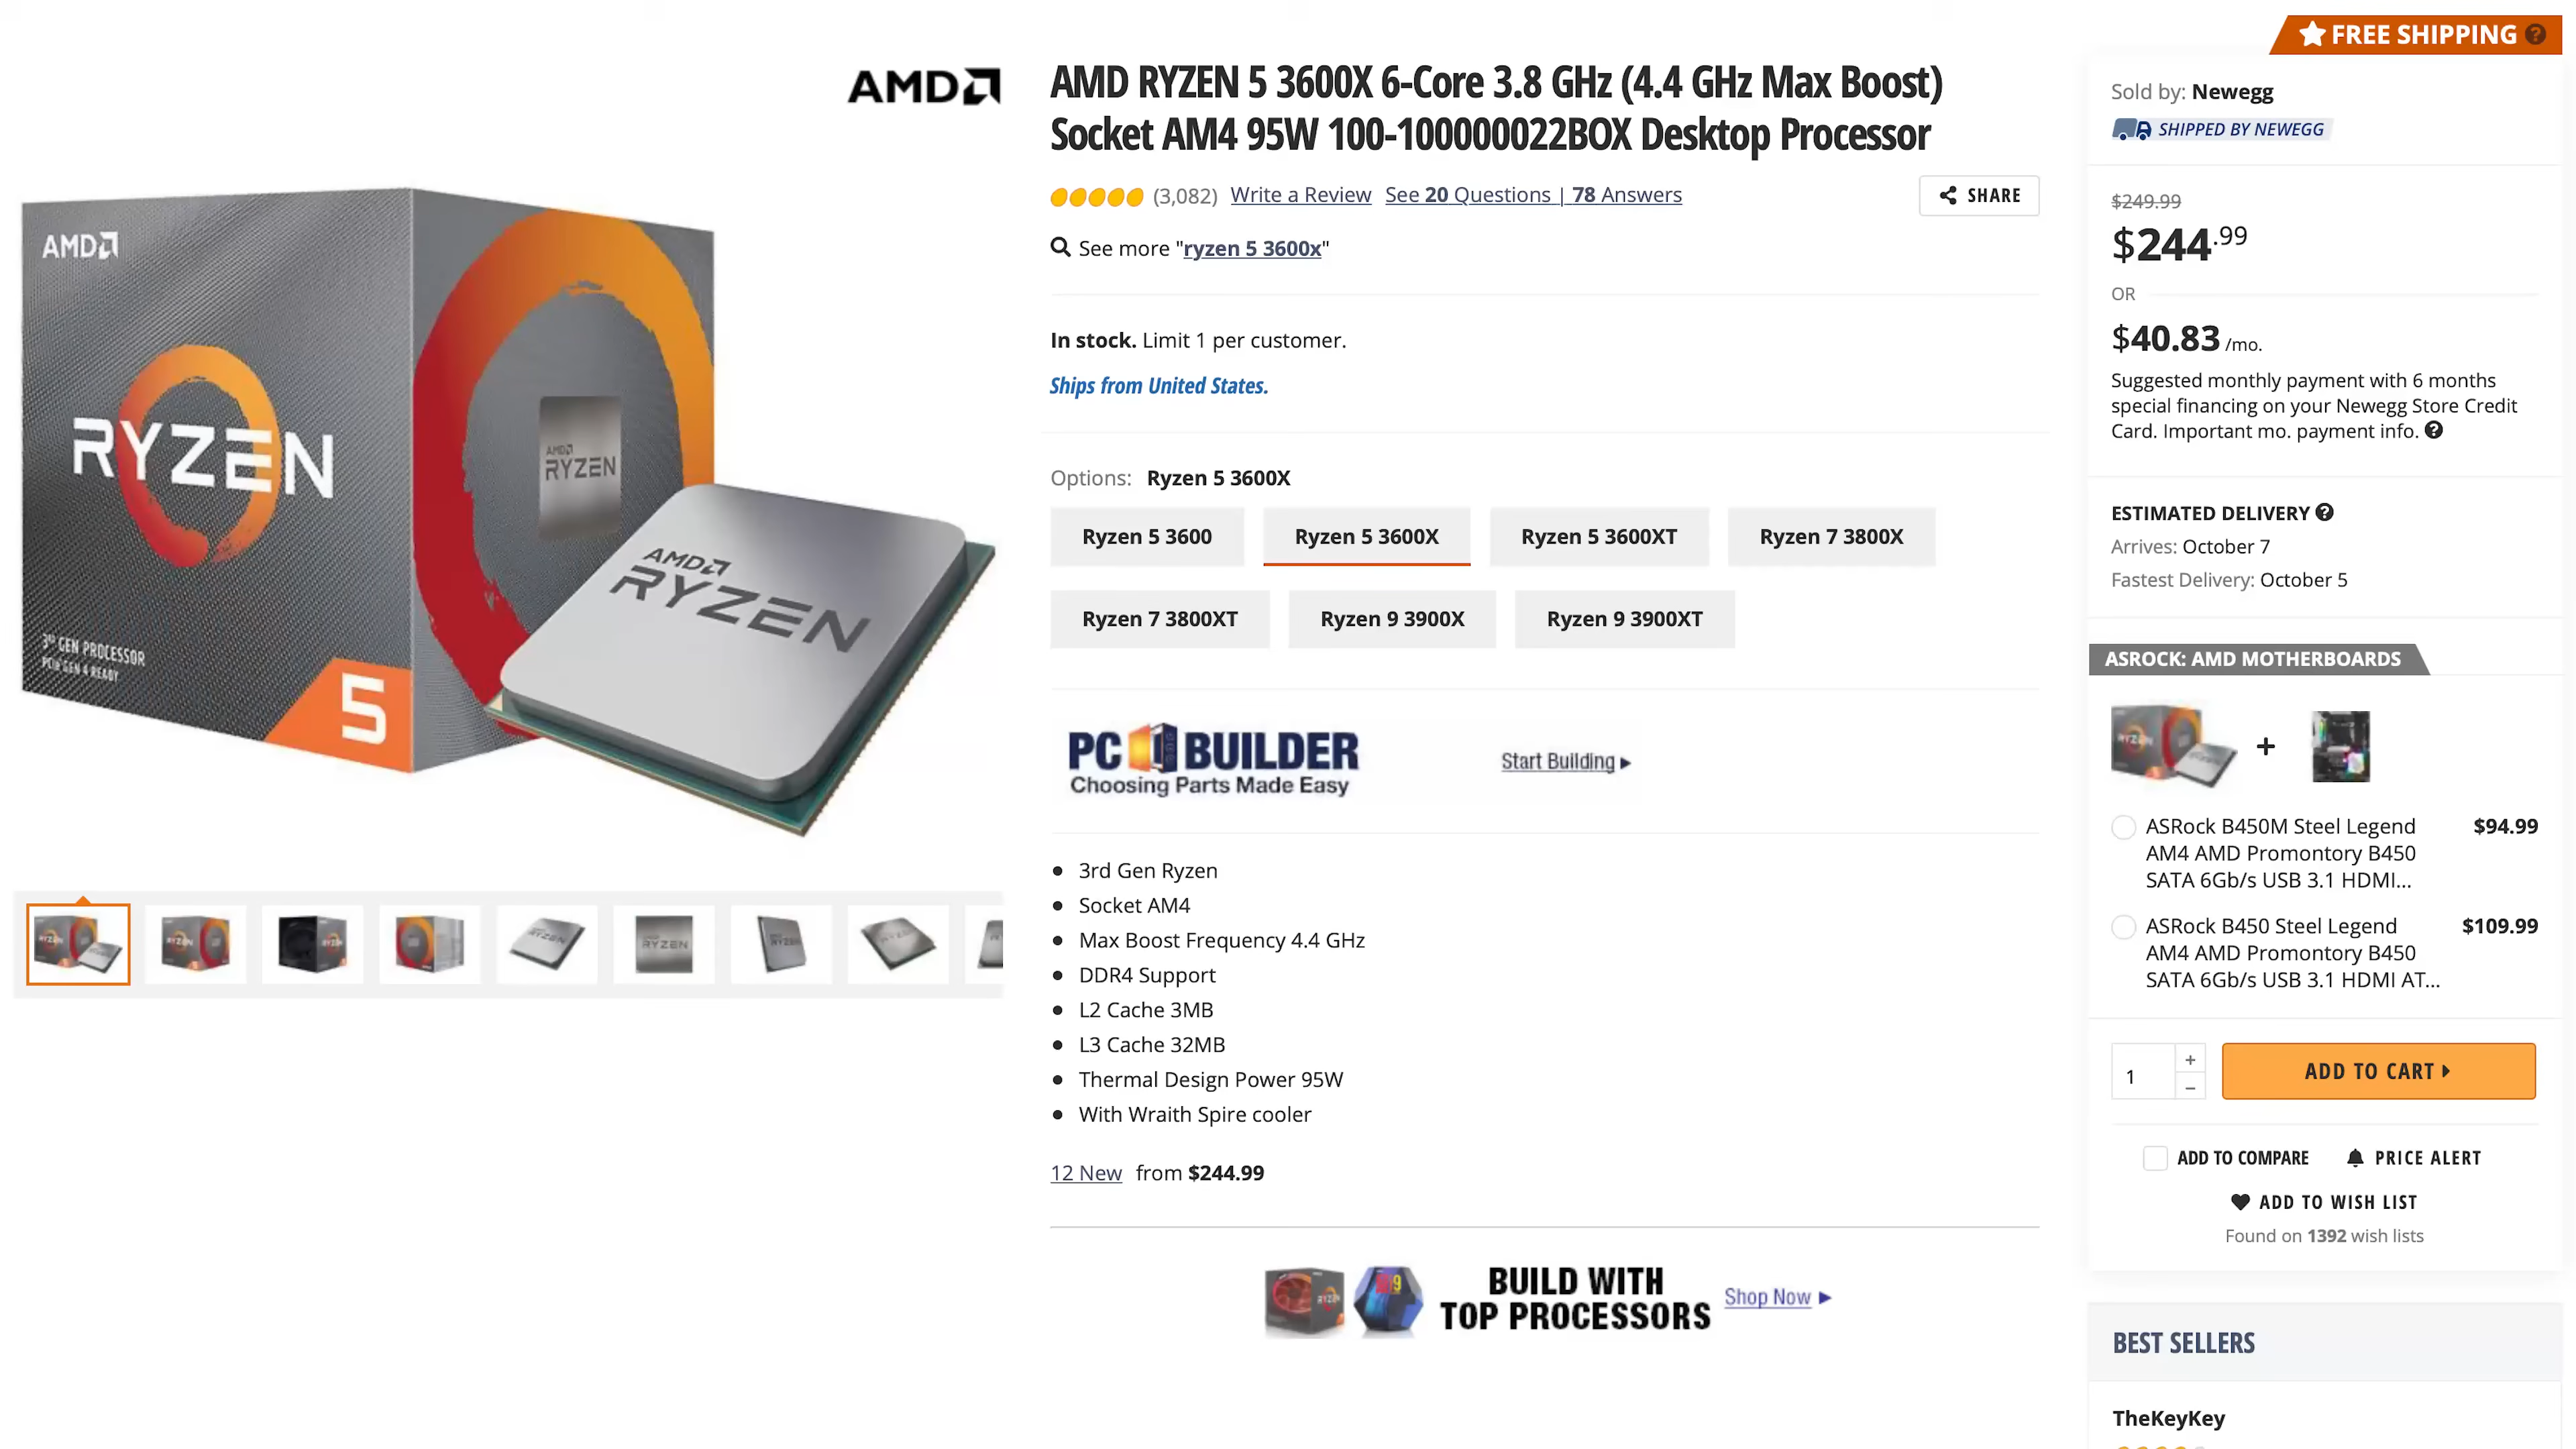 FREE SHIPPING
AMD
AMD RYZEN 5 3600X 6-Core 3.8 GHz (4.4 GHz Max Boost)
Socket AM4 95W 100-100000022BOX Desktop Processor
(3,082) Write a Review See 20 Questions | 78 Answers
SHARE
See more "ryzen 5 3600x"
In stock. Limit 1 per customer.
Ships from United States.
Options: Ryzen 5 3600X
Ryzen 5 3600 Ryzen 5 3600X Ryzen 5 3600XT Ryzen 7 3800X
Ryzen 7 3800XT Ryzen 9 3900X Ryzen 9 3900XT
PC BUILDER
Choosing Parts Made Easy
Start Building
3rd Gen Ryzen
Socket AM4
Max Boost Frequency 4.4 GHz
DDR4 Support
L2 Cache 3MB
L3 Cache 32MB
Thermal Design Power 95W
With Wraith Spire cooler
12 New from $244.99
BUILD WITH
TOP PROCESSORS
Shop Now
AMD
RYZEN
3RD GEN PROCESSOR
PCIe GEN 4 READY
5
AMD
RYZEN
AMD
RYZEN
Sold by: Newegg
SHIPPED BY NEWEGG
$249.99
$244.99
OR
$40.83 /mo.
Suggested monthly payment with 6 months
special financing on your Newegg Store Credit
Card. Important mo. payment info.
ESTIMATED DELIVERY
Arrives: October 7
Fastest Delivery: October 5
ASROCK: AMD MOTHERBOARDS
+
ASRock B450M Steel Legend $94.99
AM4 AMD Promontory B450
SATA 6Gb/s USB 3.1 HDMI...
ASRock B450 Steel Legend $109.99
AM4 AMD Promontory B450
SATA 6Gb/s USB 3.1 HDMI AT...
1 + −
ADD TO CART
ADD TO COMPARE PRICE ALERT
ADD TO WISH LIST
Found on 1392 wish lists
BEST SELLERS
TheKeyKey